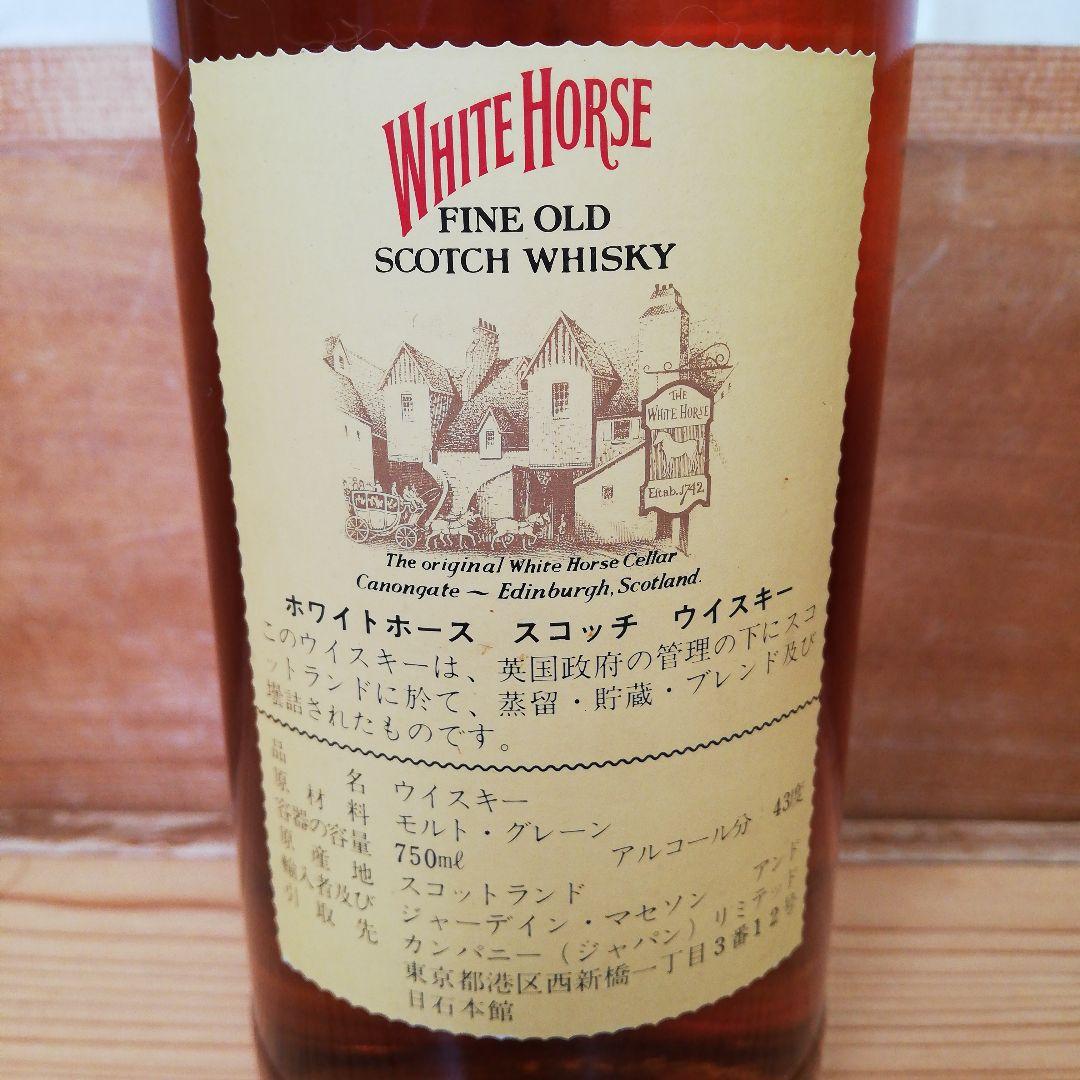 WHITE HORSE
FINE OLD
SCOTCH WHISKY
THE
WHITE HORSE
Estab. 1742
The original White Horse Cellar
Canongate ~ Edinburgh, Scotland.
ホワイトホース スコッチ ウイスキー
このウイスキーは、英国政府の管理の下にスコ
ットランドに於て、蒸留・貯蔵・ブレンド及び
壜詰されたものです。
品名 ウイスキー
原材料 モルト・グレーン
容器の容量 750mℓ アルコール分 43度
原産地 スコットランド
輸入者及び ジャーデイン・マセソン アンド
引取先 カンパニー(ジャパン)リミテッド
東京都港区西新橋一丁目3番12号
日石本館